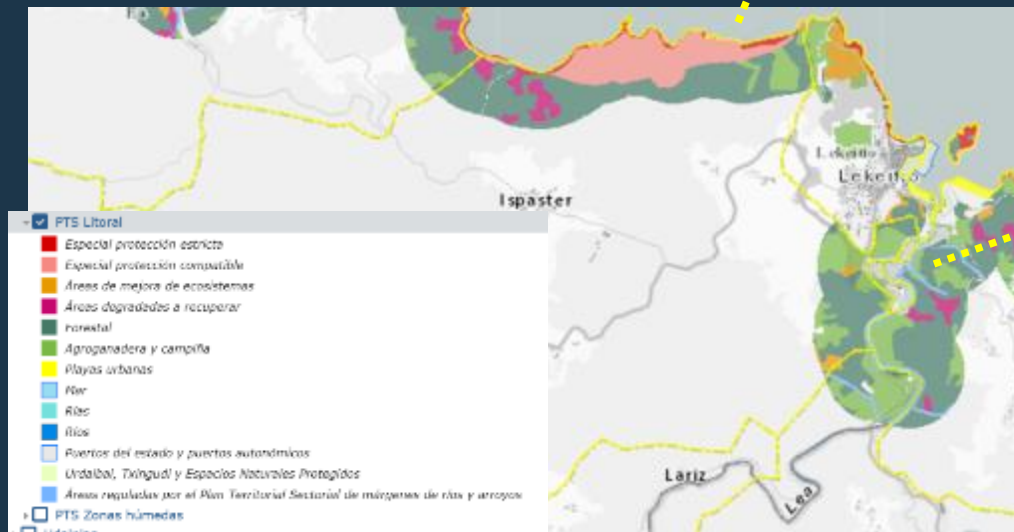 Lekeitio
Ispaster
PTS Litoral
Especial protección estricta
Especial protección compatible
Áreas de mejora de ecosistemas
Áreas degradadas a recuperar
Forestal
Agroganadera y campiña
Playas urbanas
Mar
Rías
Ríos
Puertos del estado y puertos autonómicos
Urdaibai, Txingudi y Espacios Naturales Protegidos
Áreas reguladas por el Plan Territorial Sectorial de márgenes de ríos y arroyos
PTS Zonas húmedas
Lariz
Lea